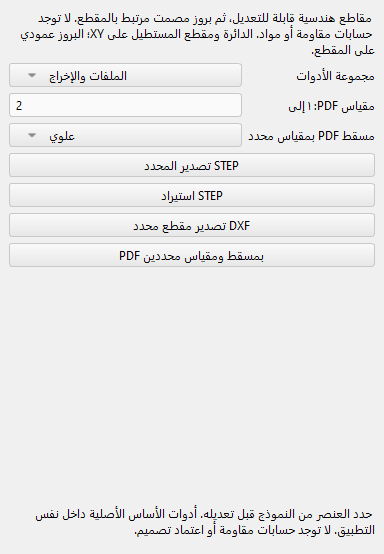 مقاطع هندسية قابلة للتعديل، ثم بروز مصمت مرتبط بالمقطع. لا توجد
حسابات مقاومة أو مواد. الدائرة ومقطع المستطيل على XY؛ البروز عمودي
على المقطع.
مجموعة الأدوات
الملفات والإخراج
مقياس PDF:١إلى
2
مسقط PDF بمقياس محدد
علوي
تصدير المحدد STEP
استيراد STEP
تصدير مقطع محدد DXF
PDF بمسقط ومقياس محددين
حدد العنصر من النموذج قبل تعديله. أدوات الأساس الأصلية داخل نفس
التطبيق. لا توجد حسابات مقاومة أو اعتماد تصميم.